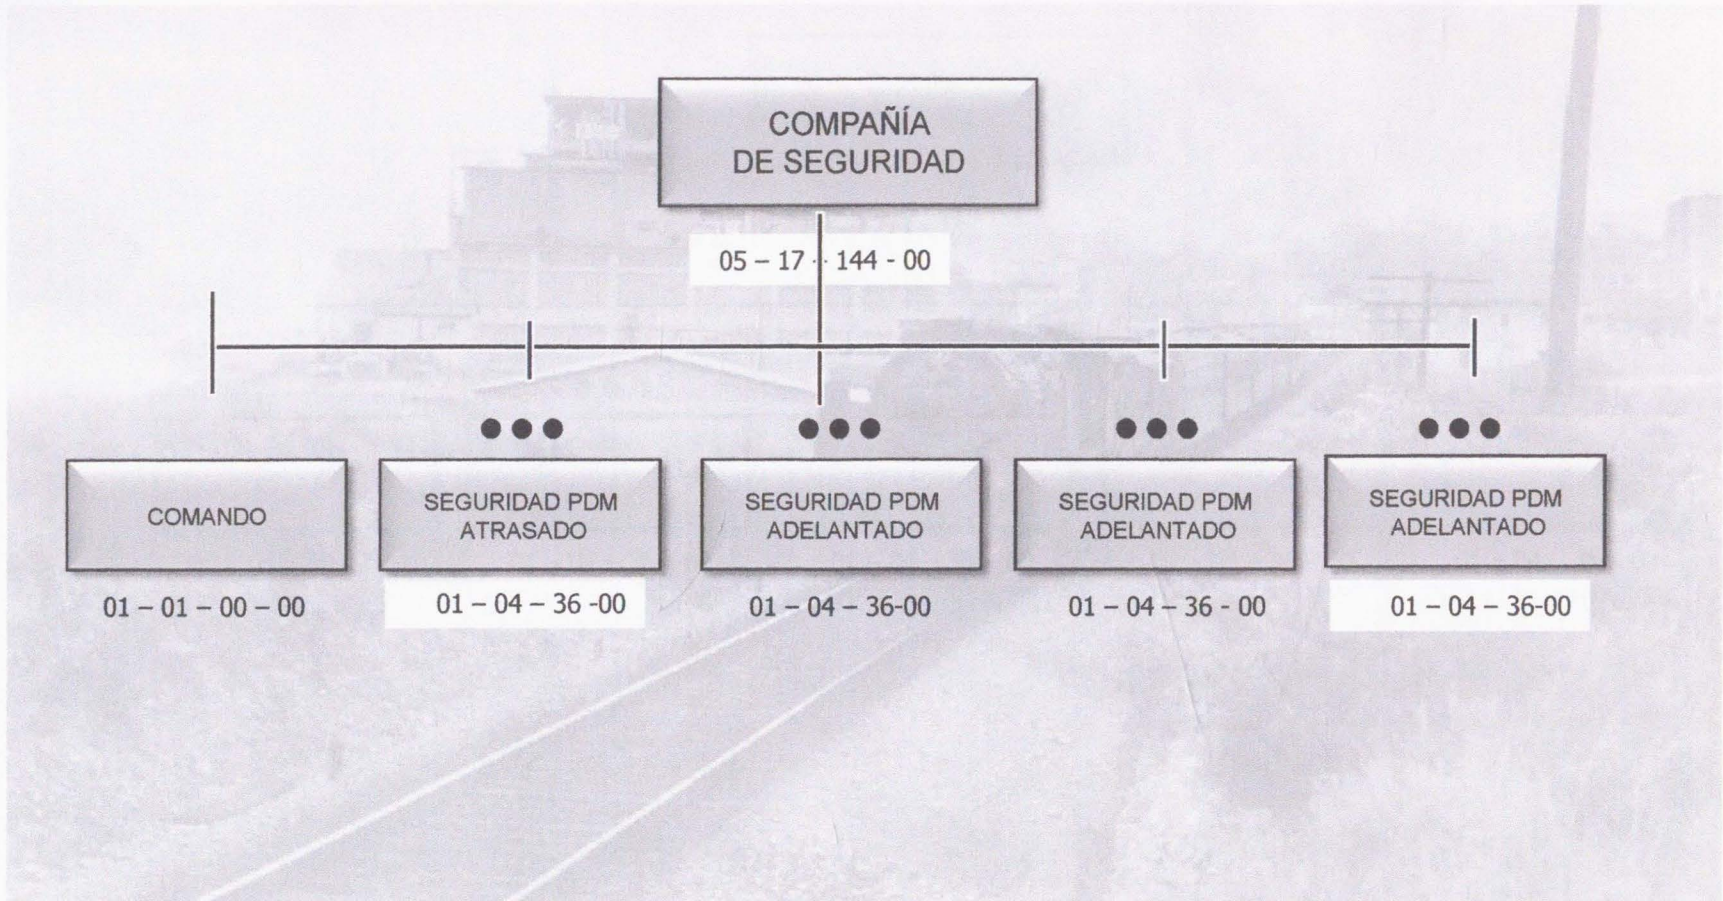 COMPAÑÍA
DE SEGURIDAD
05 – 17 - 144 - 00
COMANDO
01 – 01 – 00 – 00
SEGURIDAD PDM
ATRASADO
01 – 04 – 36 -00
SEGURIDAD PDM
ADELANTADO
01 – 04 – 36-00
SEGURIDAD PDM
ADELANTADO
01 – 04 – 36 - 00
SEGURIDAD PDM
ADELANTADO
01 – 04 – 36-00